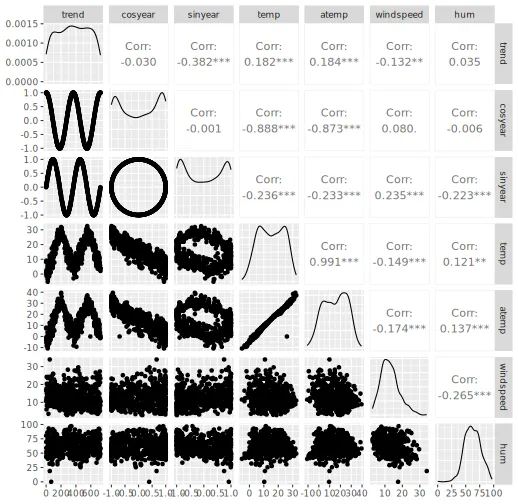 trend cosyear sinyear temp atemp windspeed hum
0.0015
0.0010
0.0005
0.0000
Corr: Corr: Corr: Corr: Corr: Corr:
-0.030 -0.382*** 0.182*** 0.184*** -0.132** 0.035
trend
1.0
0.5
0.0
-0.5
-1.0
Corr: Corr: Corr: Corr: Corr:
-0.001 -0.888*** -0.873*** 0.080. -0.006
cosyear
1.0
0.5
0.0
-0.5
-1.0
Corr: Corr: Corr: Corr:
-0.236*** -0.233*** 0.235*** -0.223***
sinyear
30
20
10
0
Corr: Corr: Corr:
0.991*** -0.149*** 0.121**
temp
40
30
20
10
0
-10
Corr: Corr:
-0.174*** 0.137***
atemp
30
20
10
Corr:
-0.265***
windspeed
100
75
50
25
0
hum
0 200400600 -1.0-0.50.00.51.0 -1.0-0.50.00.51.0 0 10 20 30 -10 0 10 20 30 40 10 20 30 0 25 50 75 100